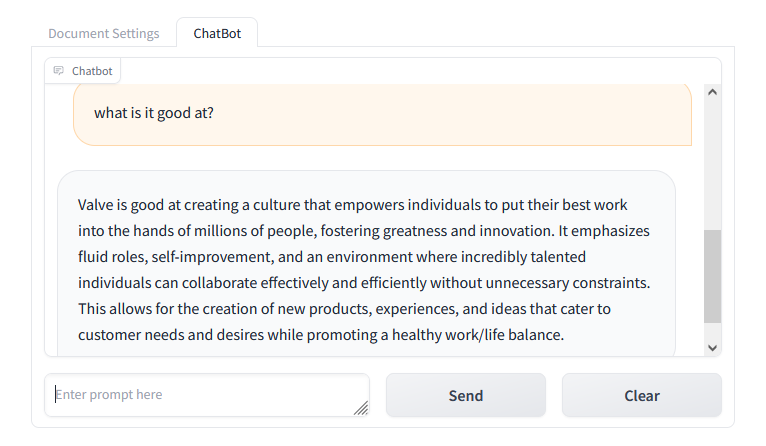 Document Settings
ChatBot
Chatbot
what is it good at?
Valve is good at creating a culture that empowers individuals to put their best work
into the hands of millions of people, fostering greatness and innovation. It emphasizes
fluid roles, self-improvement, and an environment where incredibly talented
individuals can collaborate effectively and efficiently without unnecessary constraints.
This allows for the creation of new products, experiences, and ideas that cater to
customer needs and desires while promoting a healthy work/life balance.
Enter prompt here
Send
Clear